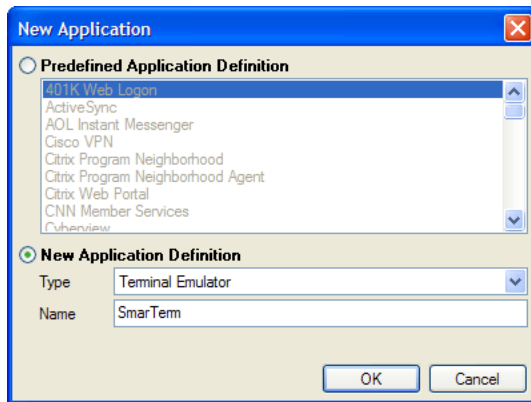 New Application
Predefined Application Definition
401K Web Logon
ActiveSync
AOL Instant Messenger
Cisco VPN
Citrix Program Neighborhood
Citrix Program Neighborhood Agent
Citrix Web Portal
CNN Member Services
Cyberview
New Application Definition
Type Terminal Emulator
Name SmarTerm
OK Cancel